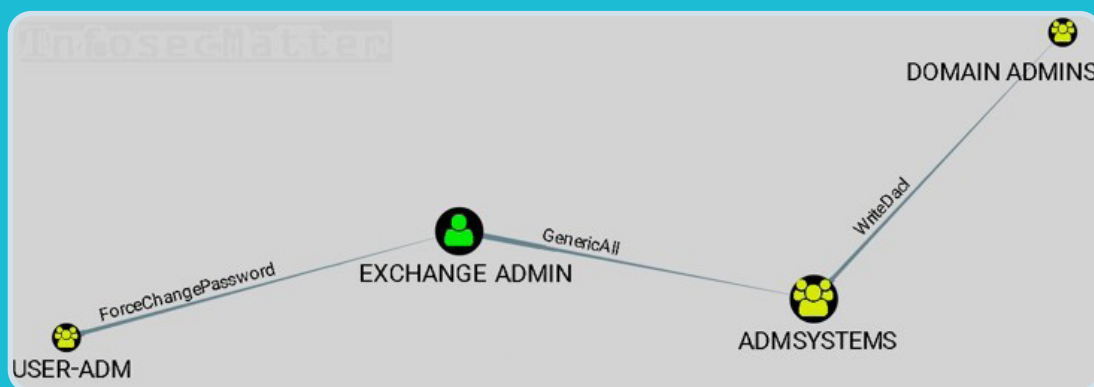 InfosecMatter
DOMAIN ADMINS
WriteDacl
GenericAll
EXCHANGE ADMIN
ForceChangePassword
ADMSYSTEMS
USER-ADM